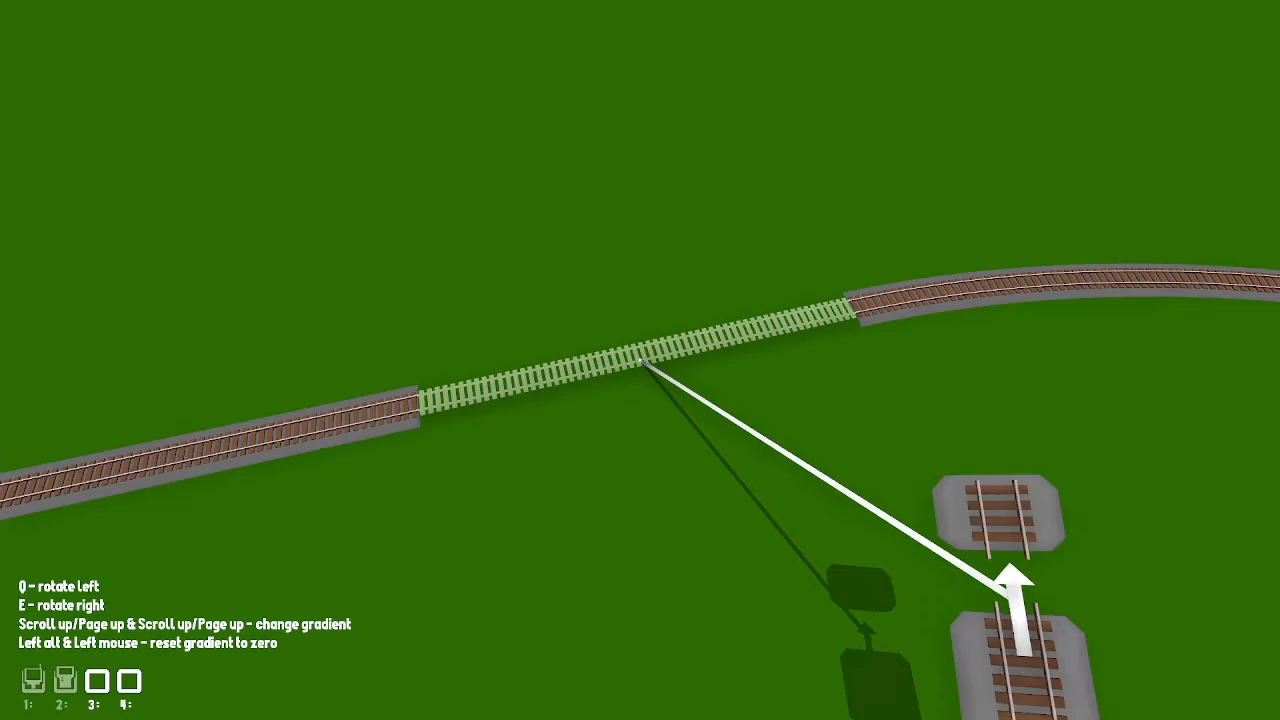 Q - rotate left
E - rotate right
Scroll up/Page up & Scroll up/Page up - change gradient
Left alt & Left mouse - reset gradient to zero
1: 2: 3: 4: